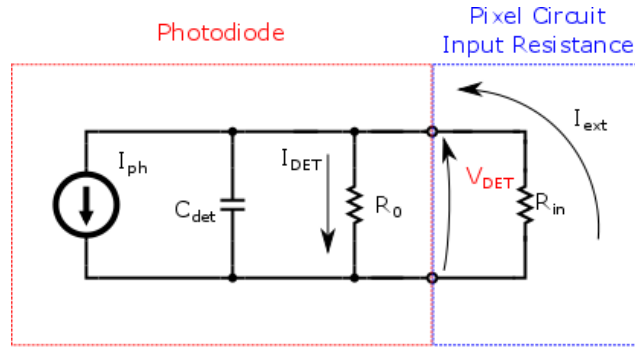 Photodiode
Pixel Circuit
Input Resistance
I_ph
C_det
I_DET
R_0
V_DET
R_in
I_ext